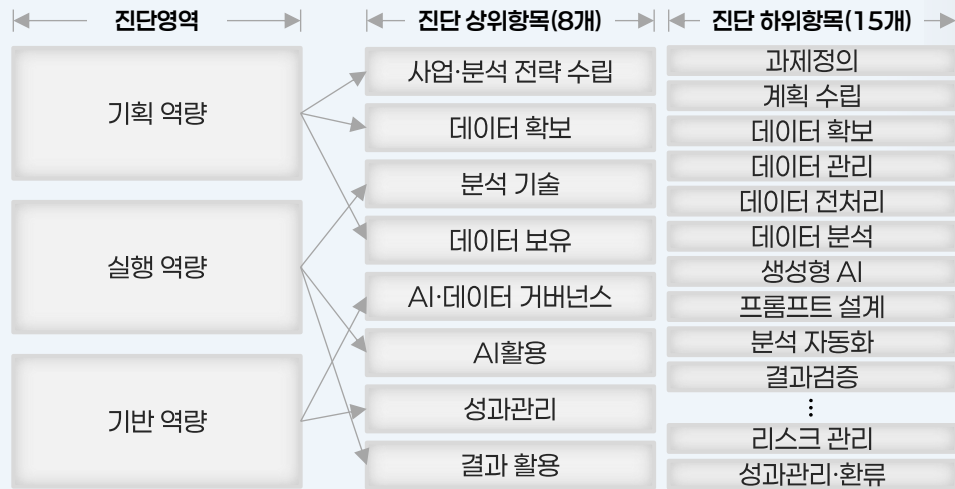 진단영역
기획 역량
실행 역량
기반 역량
진단 상위항목(8개)
사업·분석 전략 수립
데이터 확보
분석 기술
데이터 보유
AI·데이터 거버넌스
AI활용
성과관리
결과 활용
진단 하위항목(15개)
과제정의
계획 수립
데이터 확보
데이터 관리
데이터 전처리
데이터 분석
생성형 AI
프롬프트 설계
분석 자동화
결과검증
⋮
리스크 관리
성과관리·환류